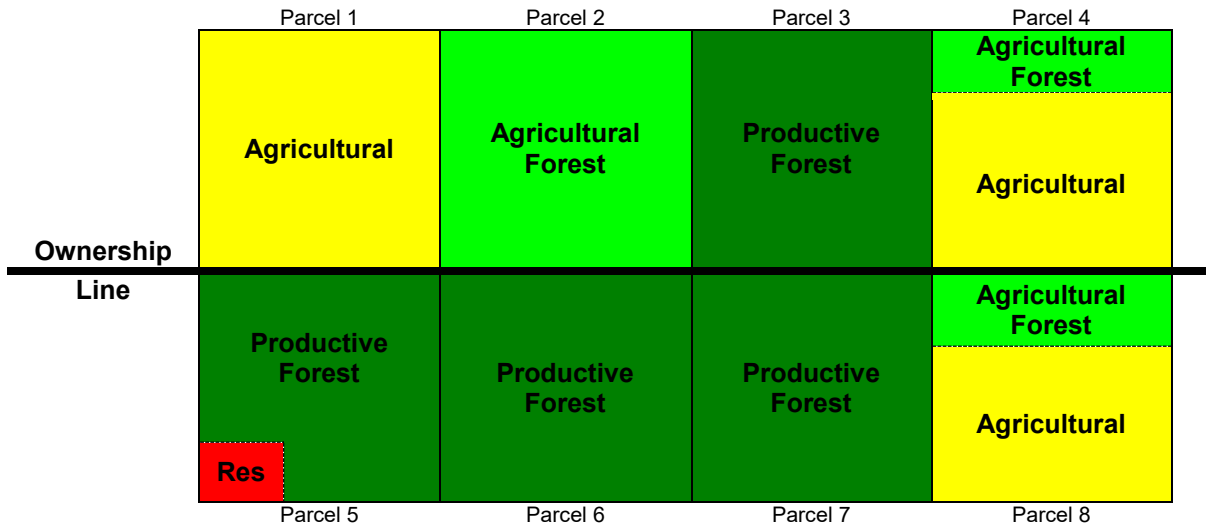 Parcel 1 Parcel 2 Parcel 3 Parcel 4
Agricultural
Forest
Agricultural
Agricultural
Forest
Productive
Forest
Agricultural
Ownership
Line
Agricultural
Forest
Productive
Forest
Productive
Forest
Productive
Forest
Agricultural
Res
Parcel 5 Parcel 6 Parcel 7 Parcel 8